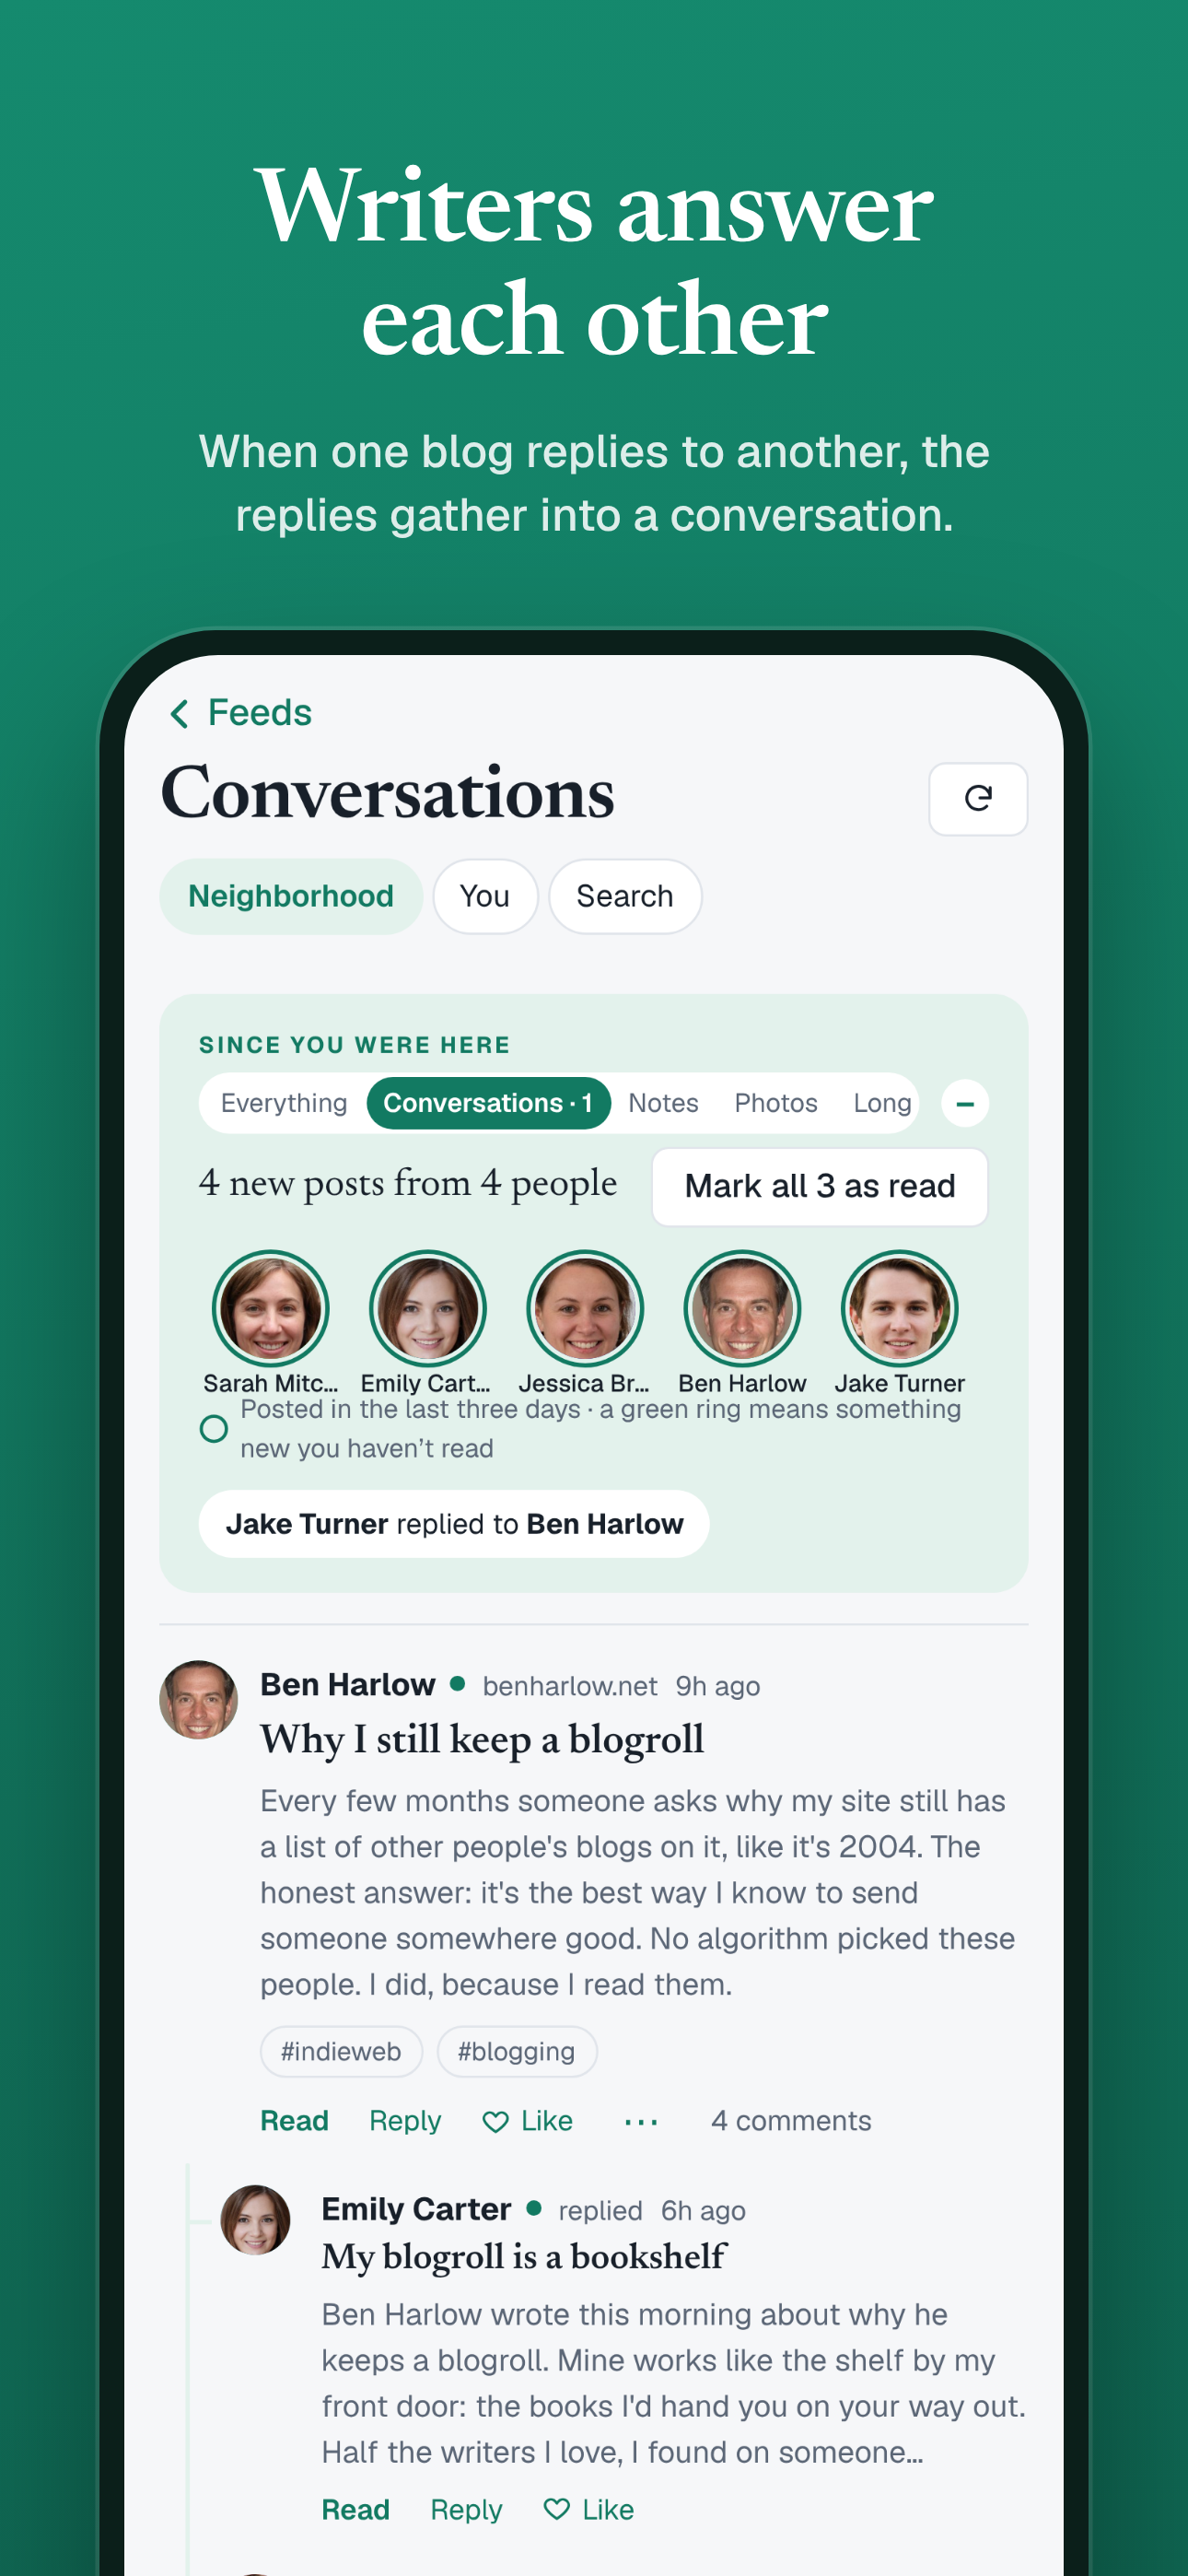 Writers answer
each other
When one blog replies to another, the
replies gather into a conversation.
Feeds
Conversations
Neighborhood You Search
SINCE YOU WERE HERE
Everything Conversations · 1 Notes Photos Long
4 new posts from 4 people Mark all 3 as read
Sarah Mitc... Emily Cart... Jessica Br... Ben Harlow Jake Turner
Posted in the last three days · a green ring means something
new you haven’t read
Jake Turner replied to Ben Harlow
Ben Harlow benharlow.net 9h ago
Why I still keep a blogroll
Every few months someone asks why my site still has
a list of other people's blogs on it, like it's 2004. The
honest answer: it's the best way I know to send
someone somewhere good. No algorithm picked these
people. I did, because I read them.
#indieweb #blogging
Read Reply Like ··· 4 comments
Emily Carter replied 6h ago
My blogroll is a bookshelf
Ben Harlow wrote this morning about why he
keeps a blogroll. Mine works like the shelf by my
front door: the books I'd hand you on your way out.
Half the writers I love, I found on someone...
Read Reply Like